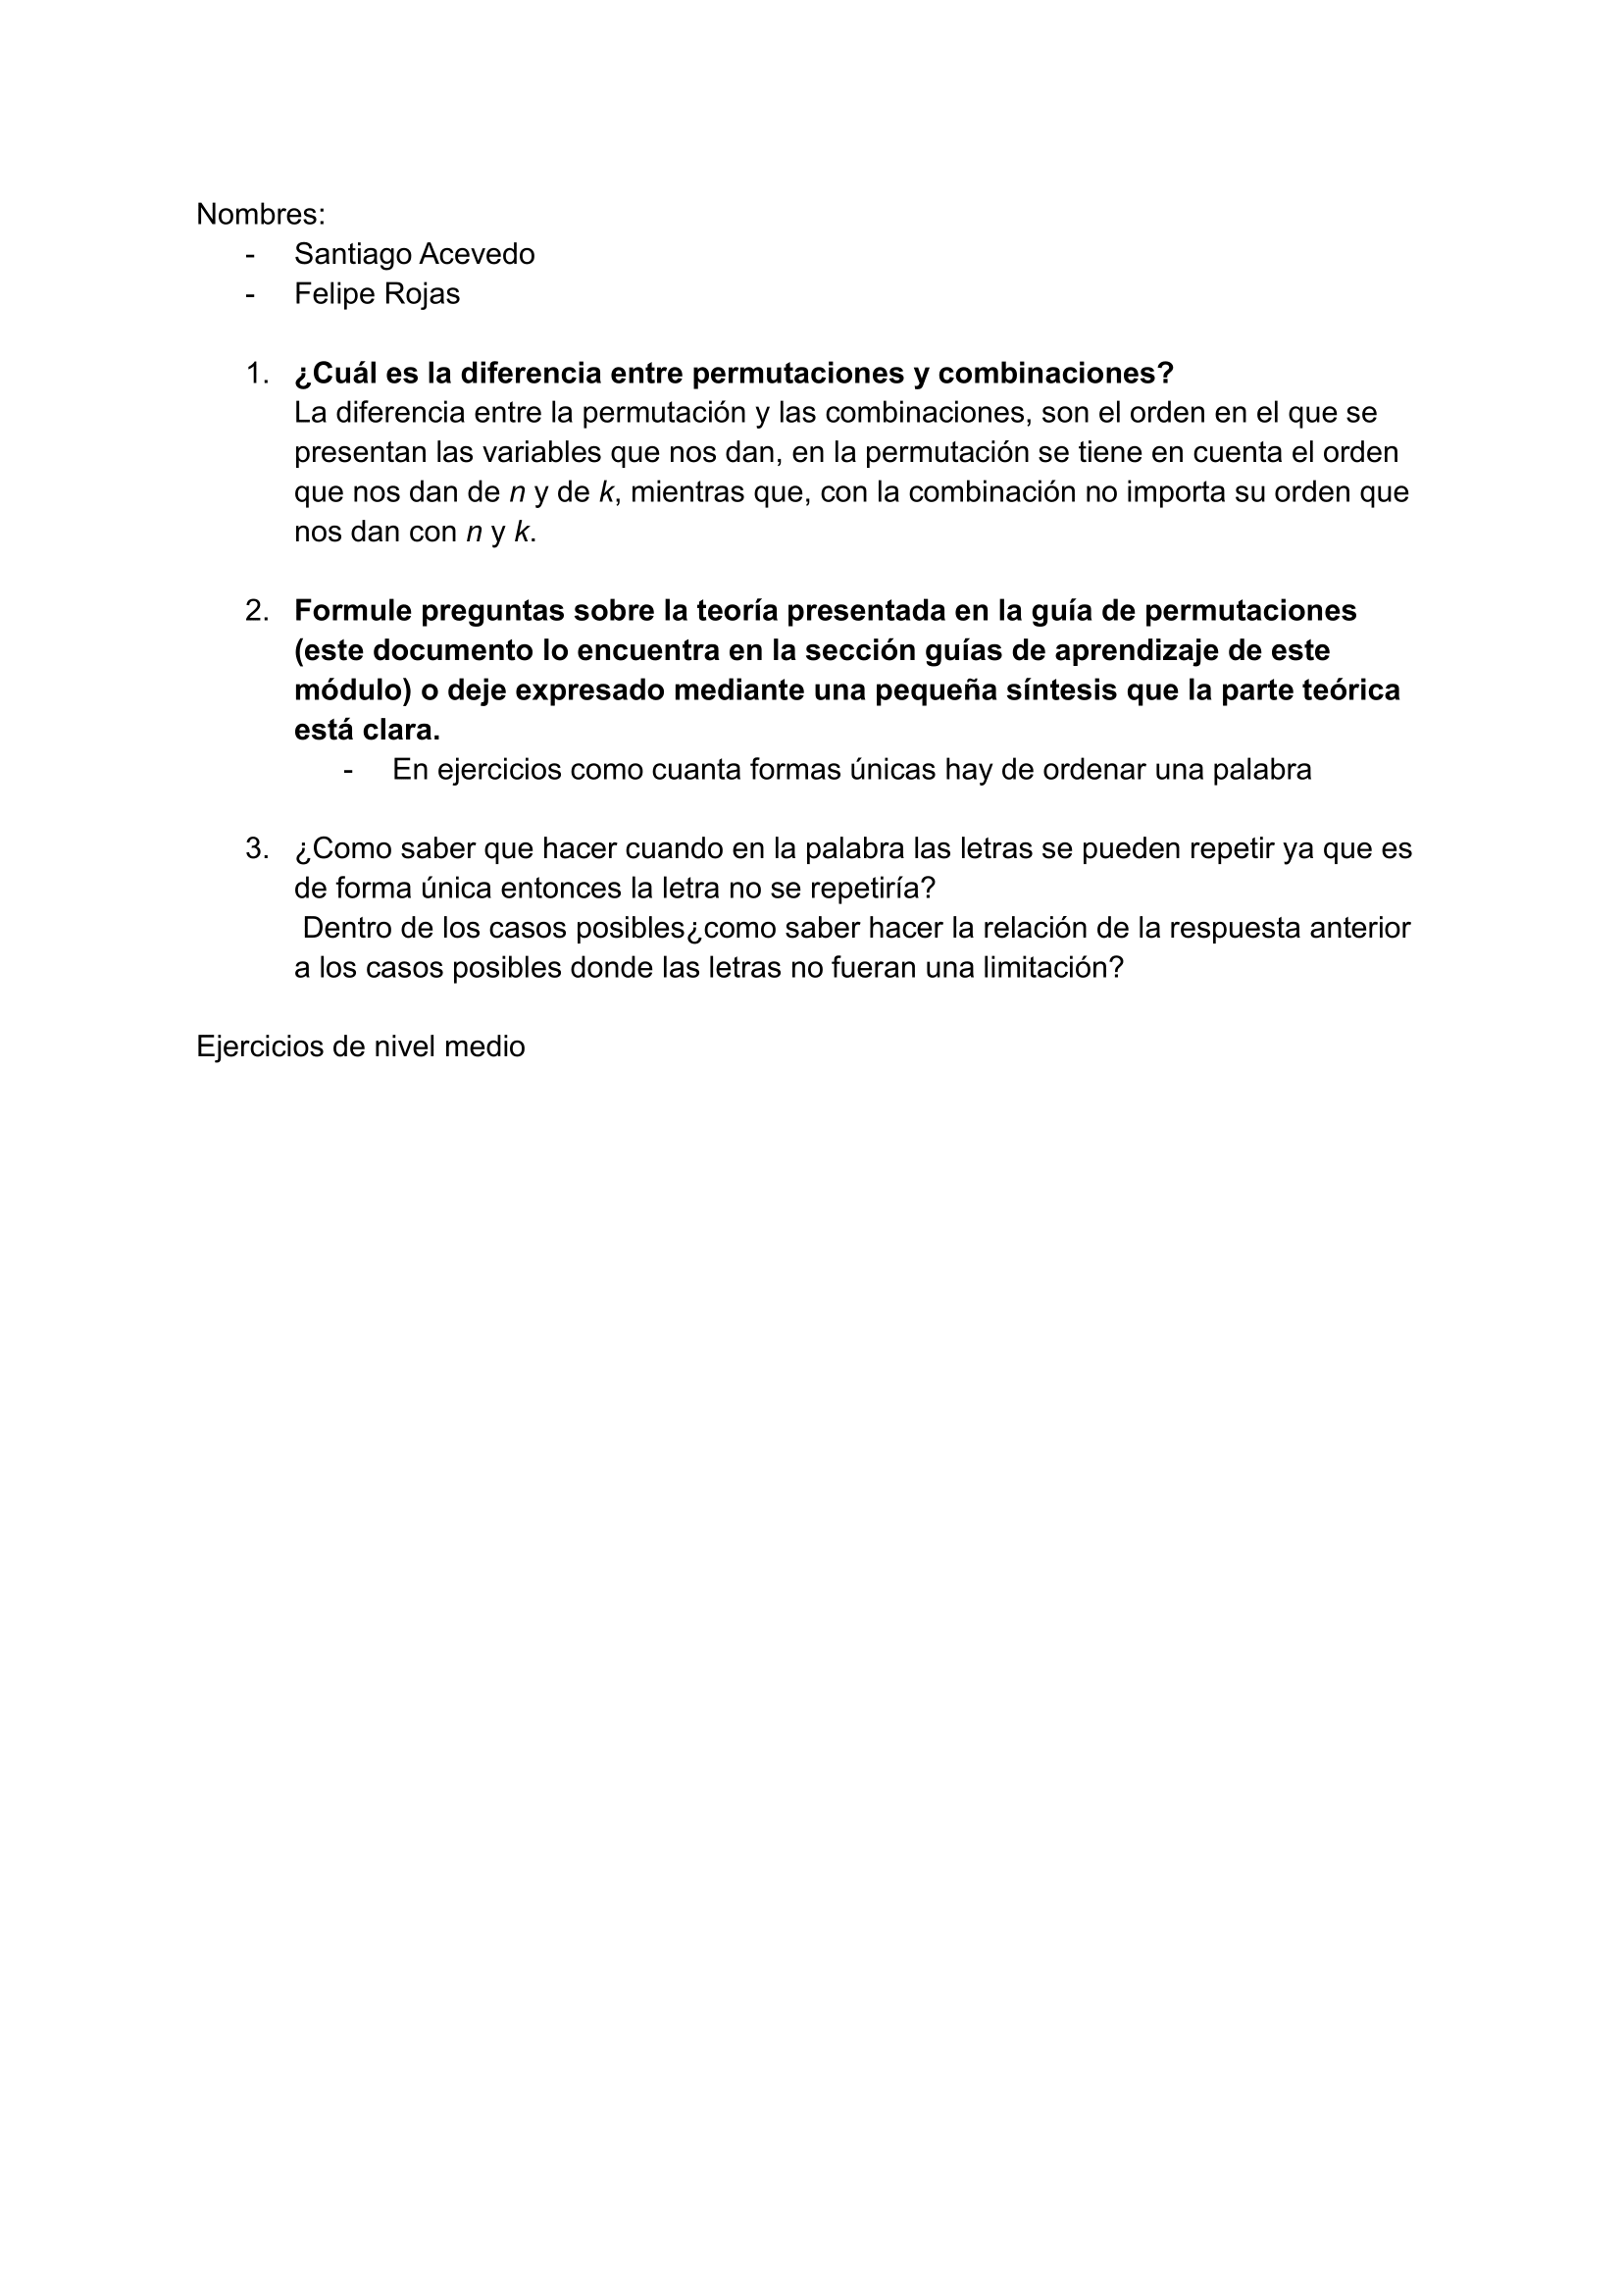 Nombres:
- Santiago Acevedo
- Felipe Rojas
1. ¿Cuál es la diferencia entre permutaciones y combinaciones?
La diferencia entre la permutación y las combinaciones, son el orden en el que se
presentan las variables que nos dan, en la permutación se tiene en cuenta el orden
que nos dan de n y de k, mientras que, con la combinación no importa su orden que
nos dan con n y k.
2. Formule preguntas sobre la teoría presentada en la guía de permutaciones
(este documento lo encuentra en la sección guías de aprendizaje de este
módulo) o deje expresado mediante una pequeña síntesis que la parte teórica
está clara.
- En ejercicios como cuanta formas únicas hay de ordenar una palabra
3. ¿Como saber que hacer cuando en la palabra las letras se pueden repetir ya que es
de forma única entonces la letra no se repetiría?
Dentro de los casos posibles¿como saber hacer la relación de la respuesta anterior
a los casos posibles donde las letras no fueran una limitación?
Ejercicios de nivel medio